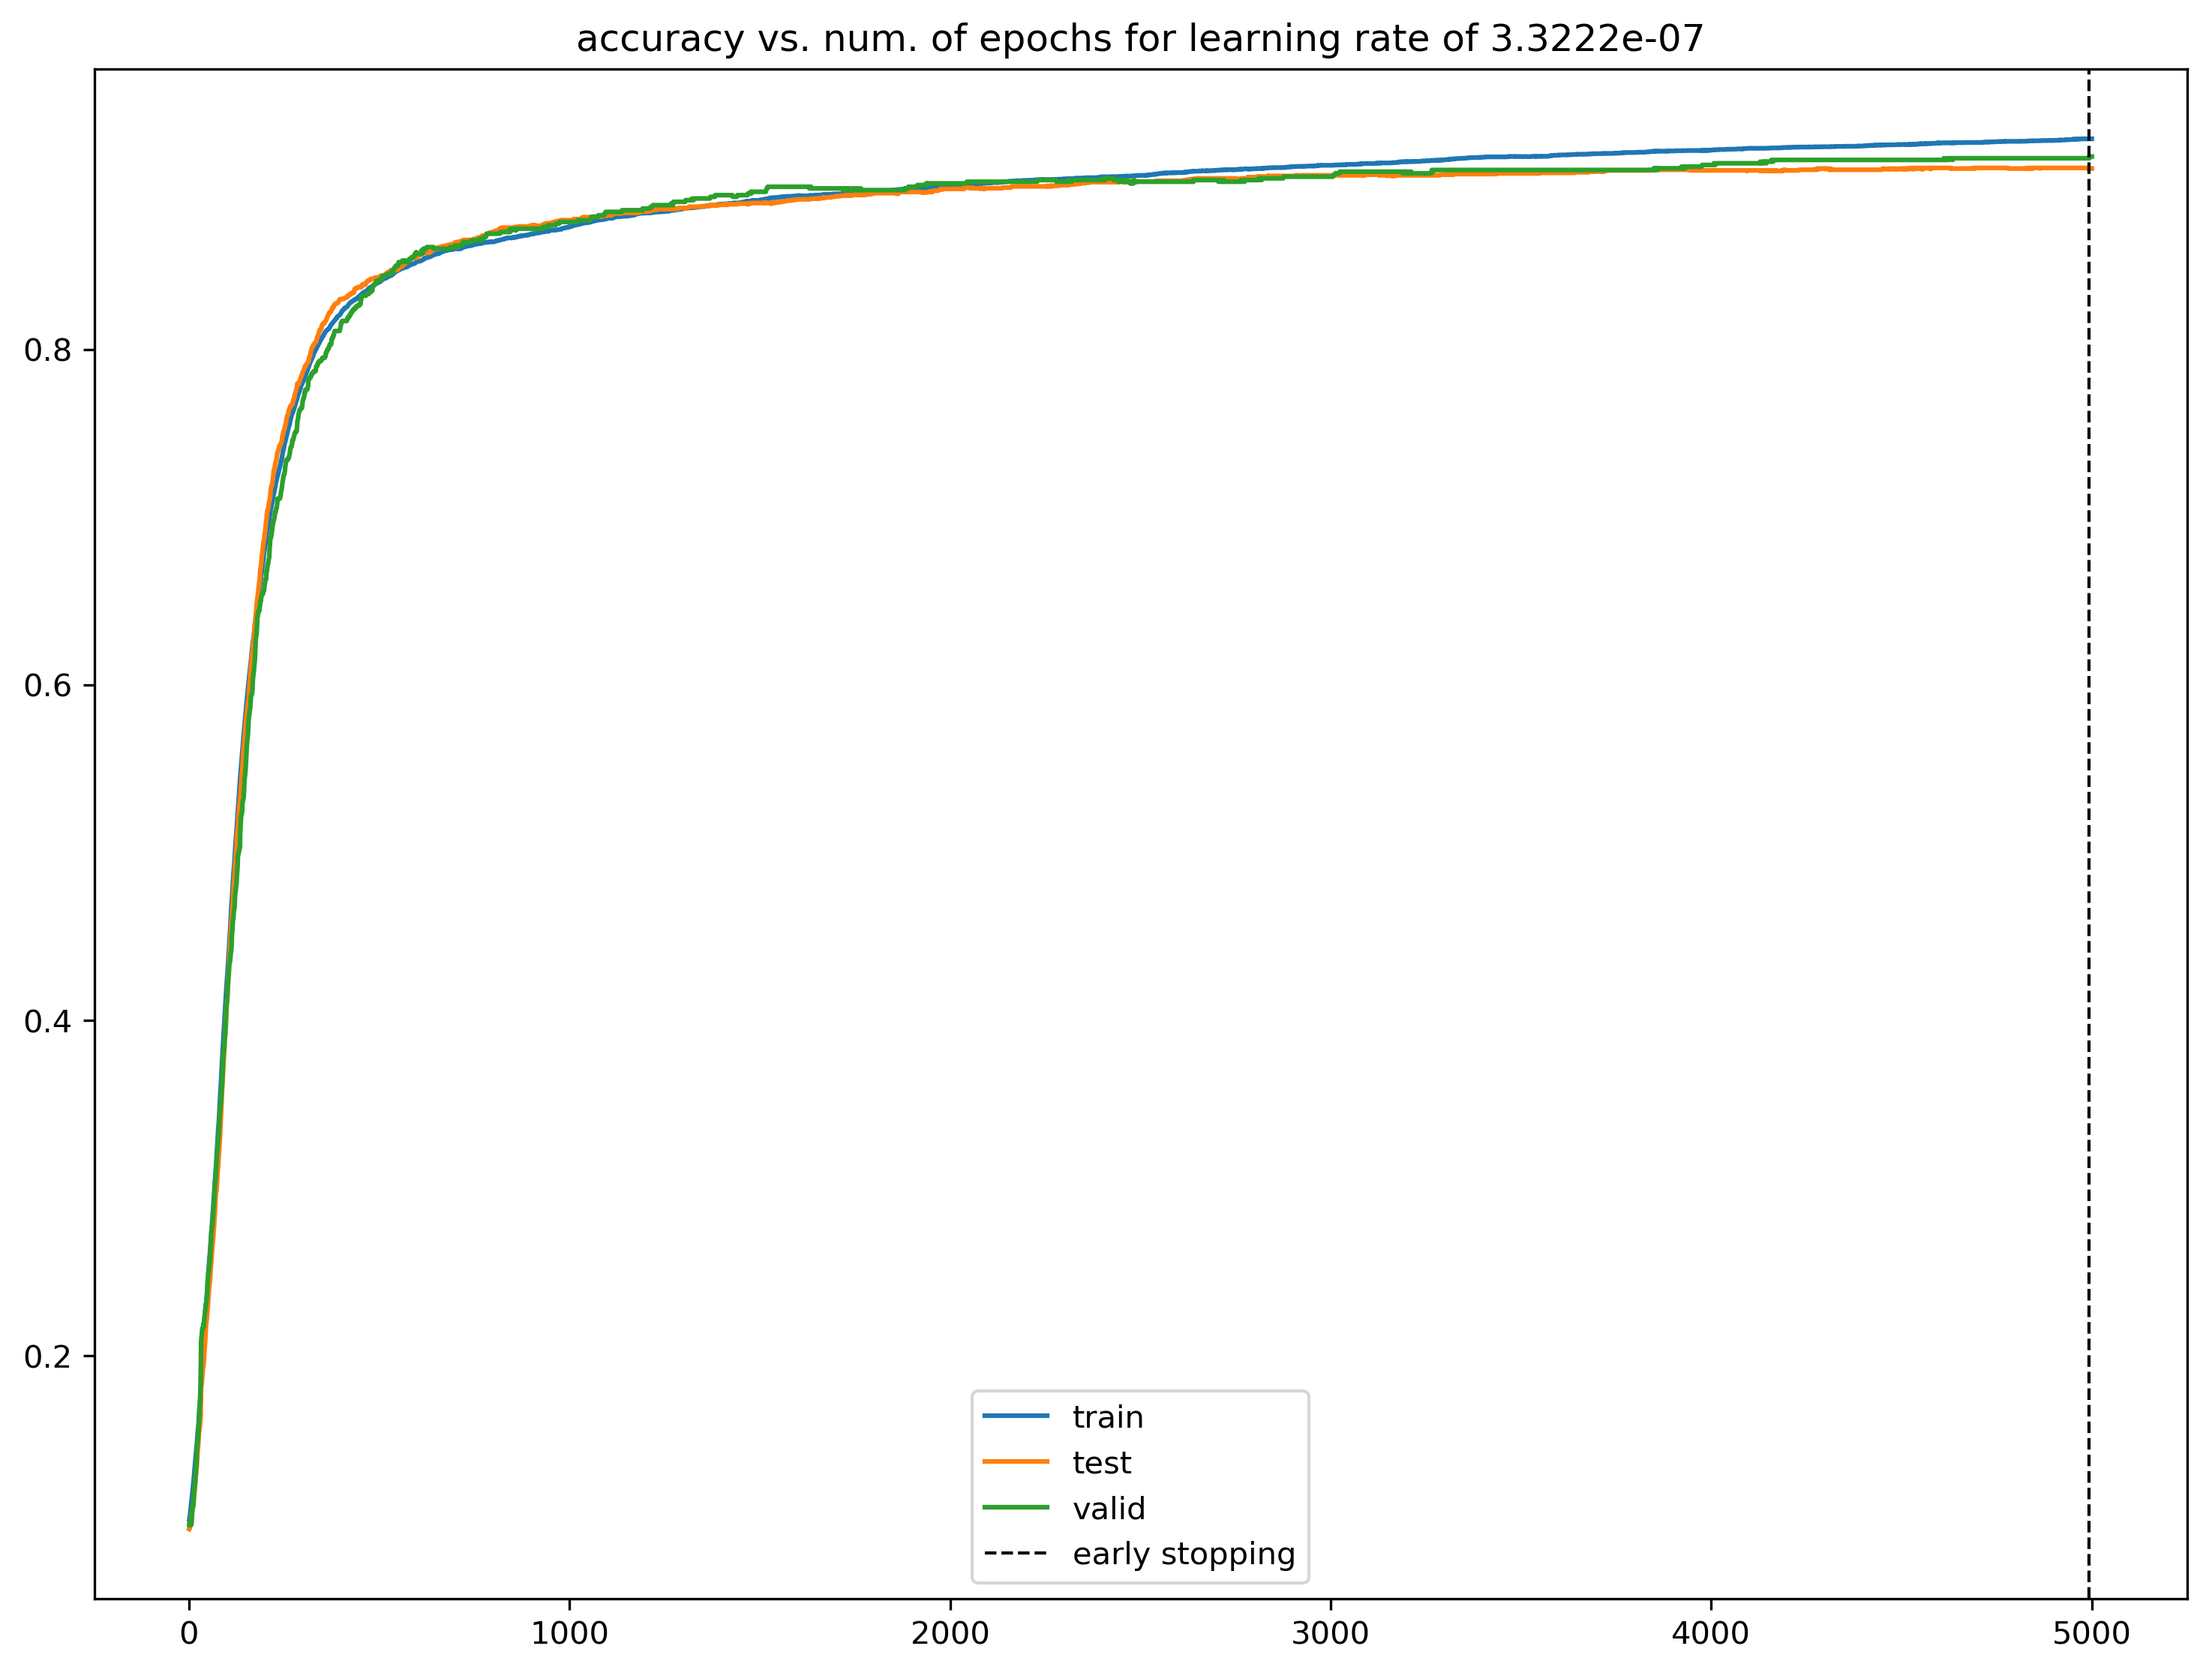 accuracy vs. num. of epochs for learning rate of 3.3222e-07
0.8
0.6
0.4
0.2
train
test
valid
early stopping
0 1000 2000 3000 4000 5000